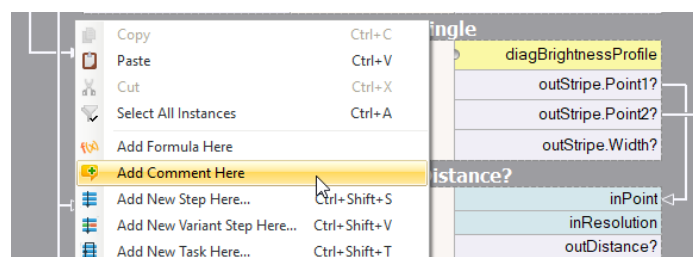 Copy Ctrl+C
Paste Ctrl+V
Cut Ctrl+X
Select All Instances Ctrl+A
f(x) Add Formula Here
Add Comment Here
Add New Step Here... Ctrl+Shift+S
Add New Variant Step Here... Ctrl+Shift+V
Add New Task Here... Ctrl+Shift+T
diagBrightnessProfile
outStripe.Point1?
outStripe.Point2?
outStripe.Width?
istance?
inPoint
inResolution
outDistance?